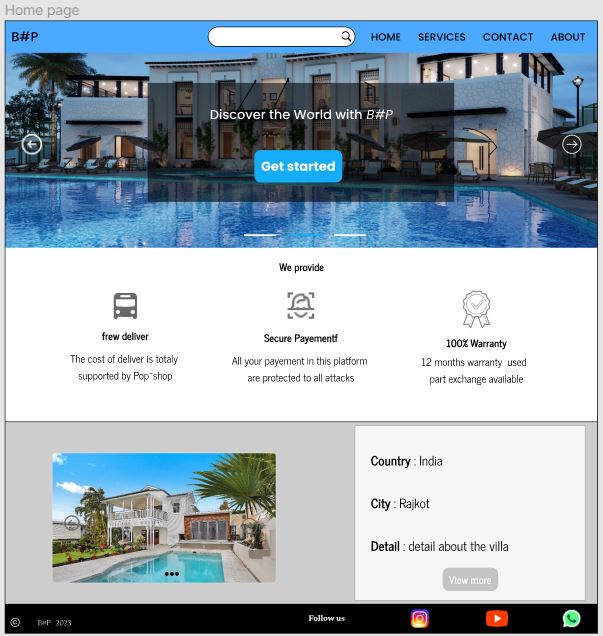 Home page
B#P
HOME SERVICES CONTACT ABOUT
Discover the World with B#P
Get started
We provide
frew deliver
The cost of deliver is totaly
supported by Pop~shop
Secure Payementf
All your payement in this platform
are protected to all attacks
100% Warranty
12 months warranty used
part exchange available
Country : India
City : Rajkot
Detail : detail about the villa
View more
© B#P 2023
Follow us